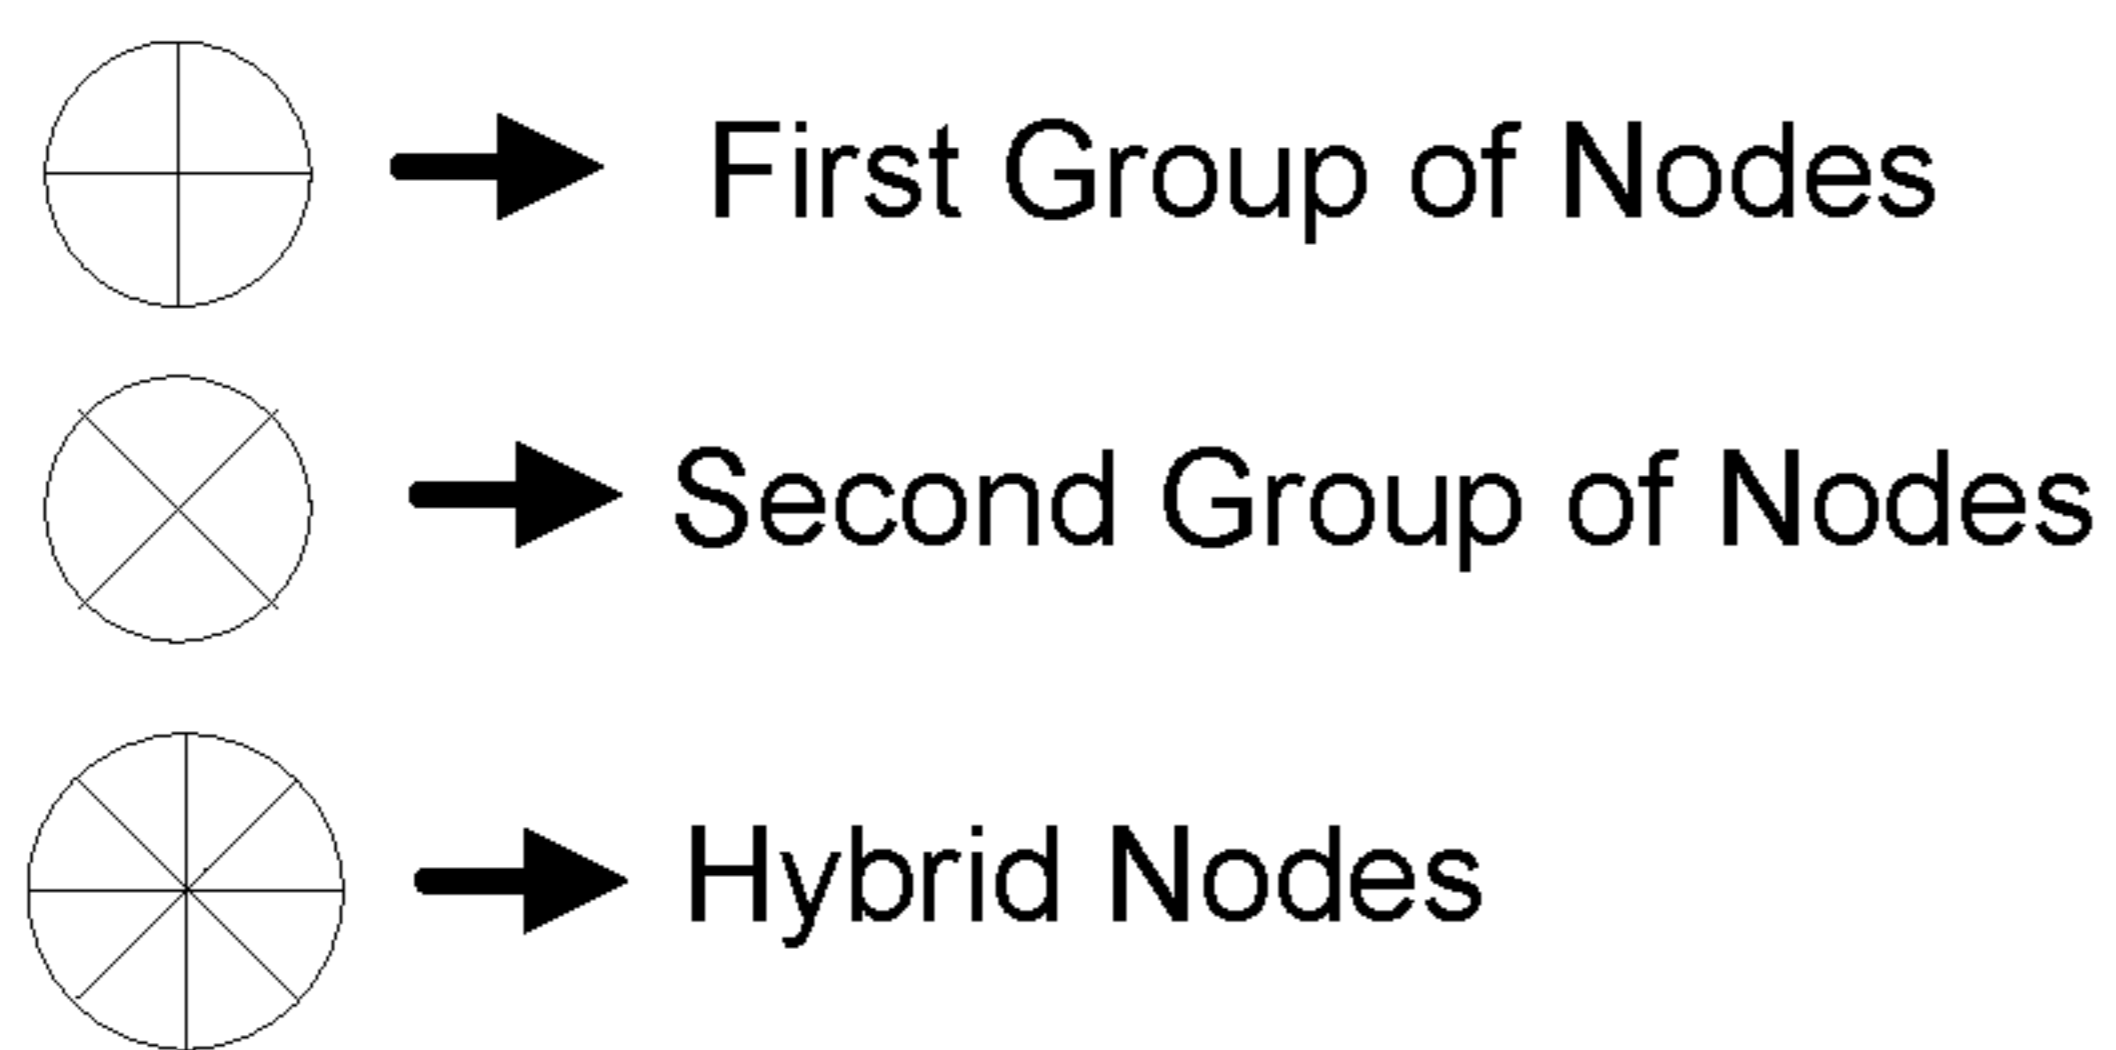 First Group of Nodes
Second Group of Nodes
Hybrid Nodes